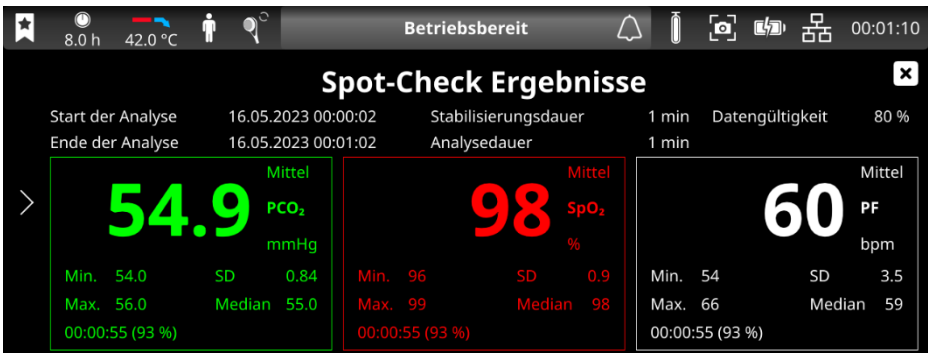 8.0 h 42.0 °C Betriebsbereit 00:01:10
Spot-Check Ergebnisse
Start der Analyse 16.05.2023 00:00:02 Stabilisierungsdauer 1 min Datengültigkeit 80 %
Ende der Analyse 16.05.2023 00:01:02 Analysedauer 1 min
54.9 Mittel PCO₂ mmHg
Min. 54.0 SD 0.84
Max. 56.0 Median 55.0
00:00:55 (93 %)
98 Mittel SpO₂ %
Min. 96 SD 0.9
Max. 99 Median 98
00:00:55 (93 %)
60 Mittel PF bpm
Min. 54 SD 3.5
Max. 66 Median 59
00:00:55 (93 %)